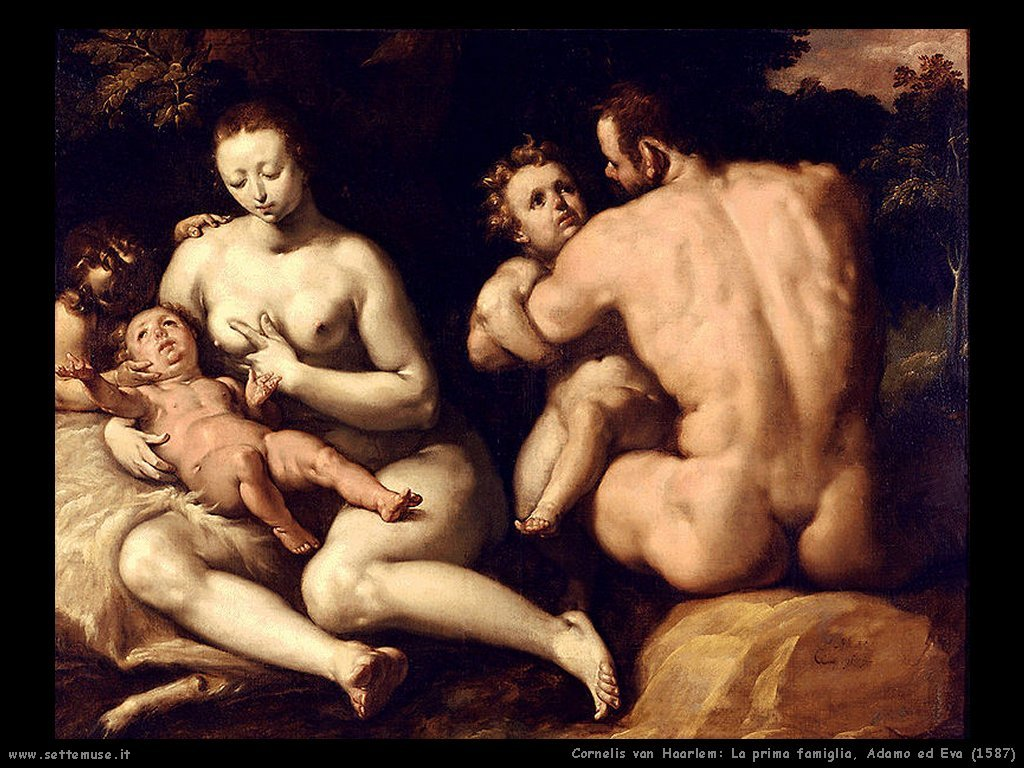 www.settemuse.it
Cornelis van Haarlem: La prima famiglia, Adamo ed Eva (1587)